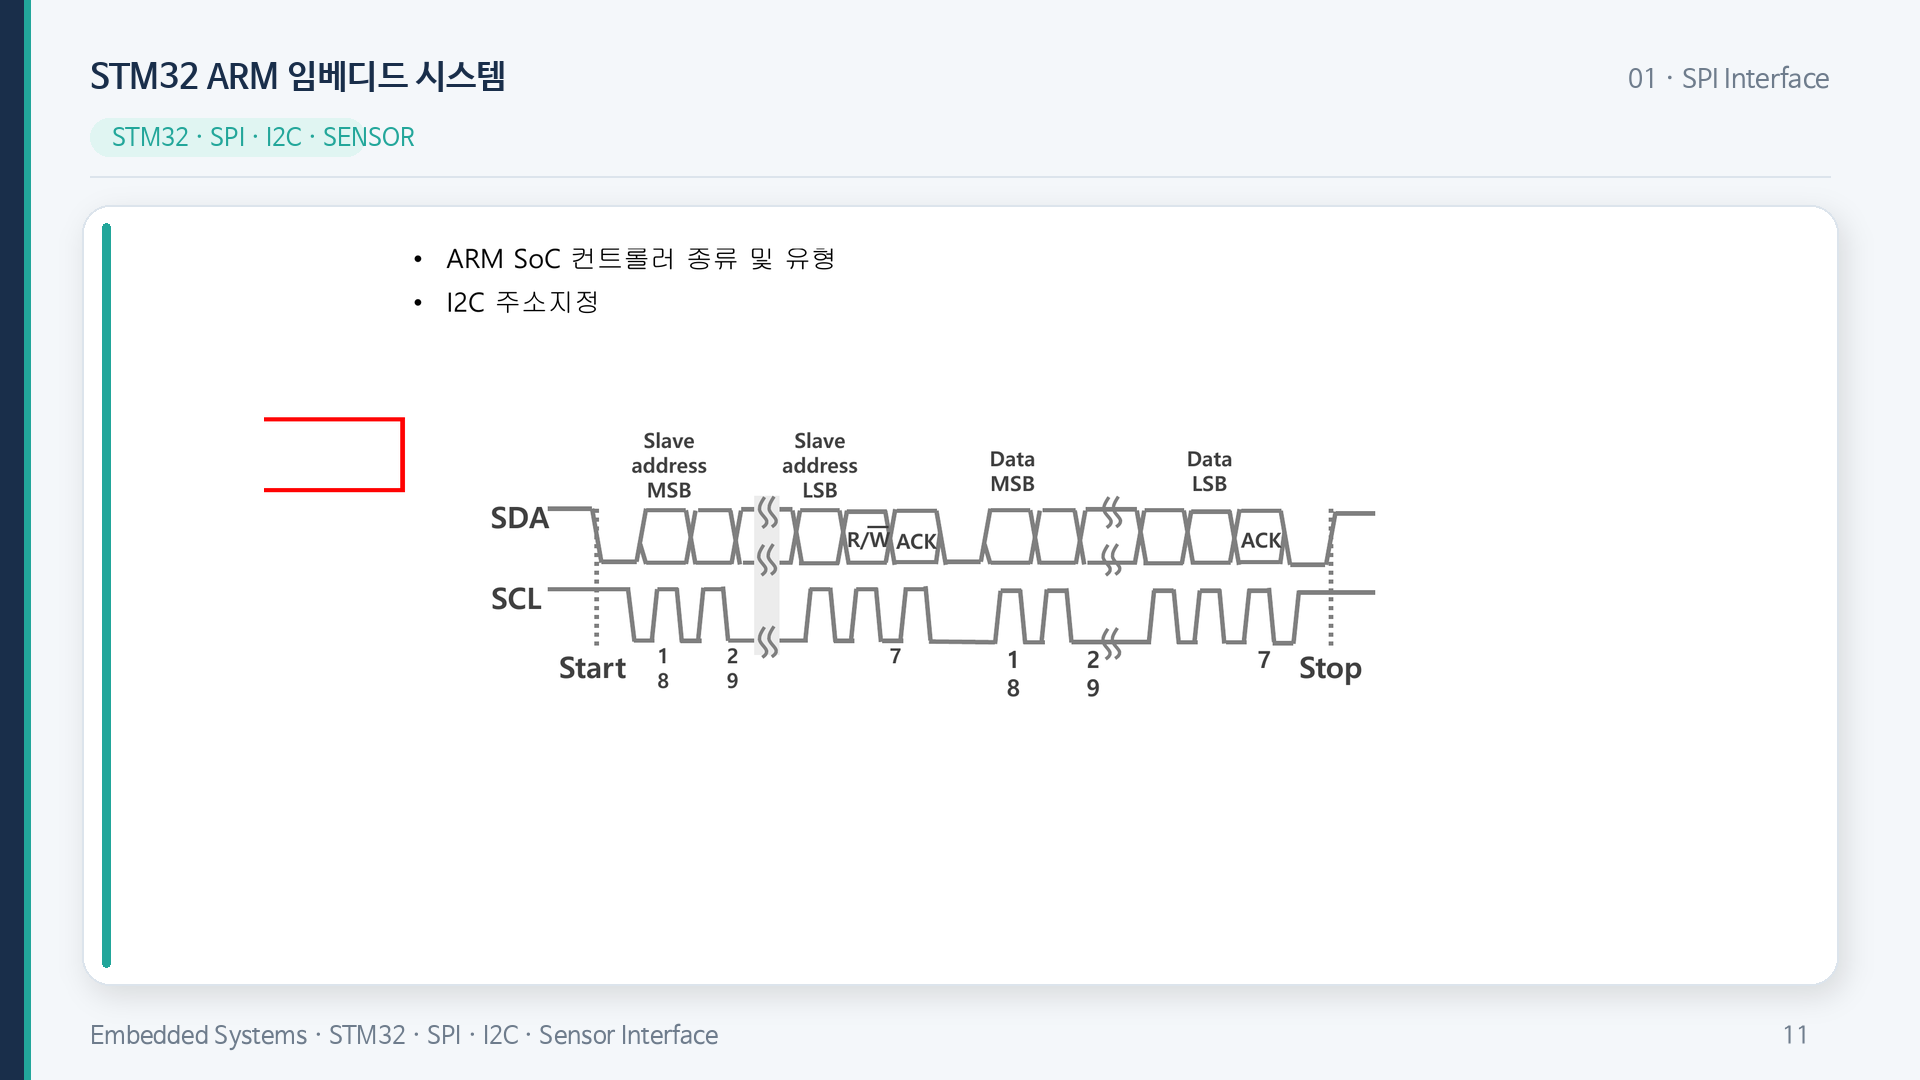 STM32 ARM 임베디드 시스템
01 · SPI Interface
STM32 · SPI · I2C · SENSOR
• ARM SoC 컨트롤러 종류 및 유형
• I2C 주소지정
Slave
address
MSB
Slave
address
LSB
Data
MSB
Data
LSB
SDA
R/W̅
ACK
ACK
SCL
Start
1
8
2
9
7
1
8
2
9
7
Stop
Embedded Systems · STM32 · SPI · I2C · Sensor Interface
11